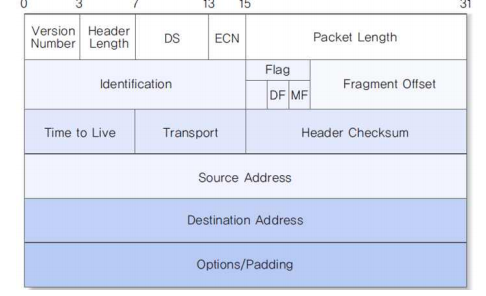 0 3 7 13 15 31
Version Number Header Length DS ECN Packet Length
Identification Flag DF MF Fragment Offset
Time to Live Transport Header Checksum
Source Address
Destination Address
Options/Padding